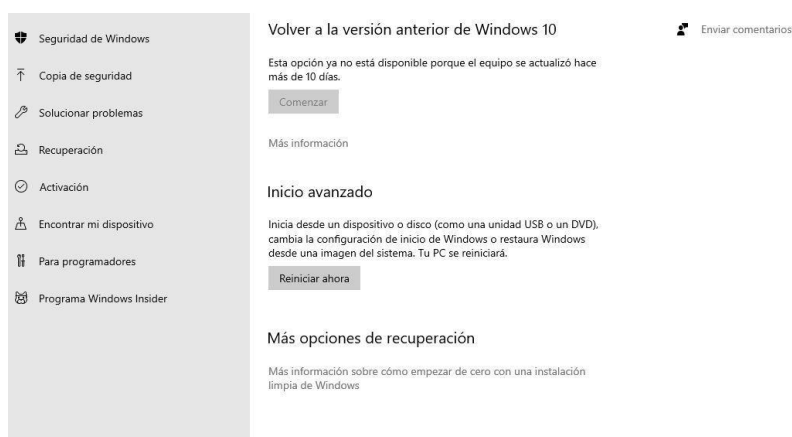 Seguridad de Windows
Copia de seguridad
Solucionar problemas
Recuperación
Activación
Encontrar mi dispositivo
Para programadores
Programa Windows Insider
Volver a la versión anterior de Windows 10
Esta opción ya no está disponible porque el equipo se actualizó hace
más de 10 días.
Comenzar
Más información
Inicio avanzado
Inicia desde un dispositivo o disco (como una unidad USB o un DVD),
cambia la configuración de inicio de Windows o restaura Windows
desde una imagen del sistema. Tu PC se reiniciará.
Reiniciar ahora
Más opciones de recuperación
Más información sobre cómo empezar de cero con una instalación
limpia de Windows
Enviar comentarios